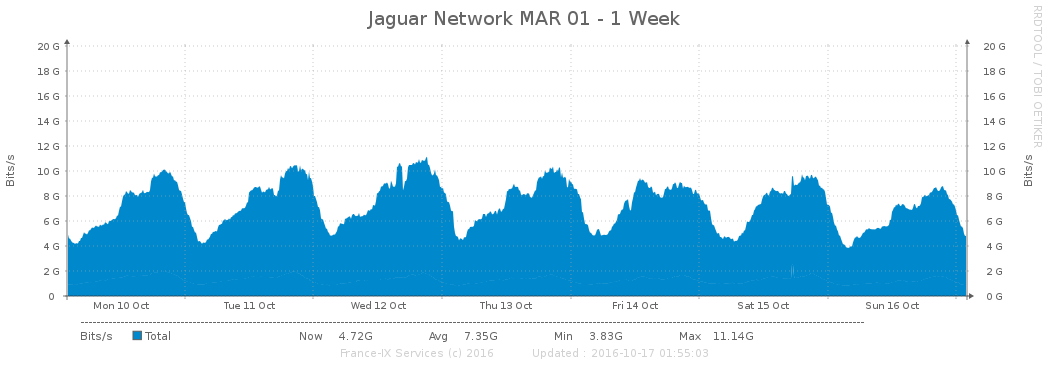 Jaguar Network MAR 01 - 1 Week
RRDTOOL / TOBI OETIKER
Bits/s
Bits/s
20 G 20 G
18 G 18 G
16 G 16 G
14 G 14 G
12 G 12 G
10 G 10 G
8 G 8 G
6 G 6 G
4 G 4 G
2 G 2 G
0 0 G
Mon 10 Oct Tue 11 Oct Wed 12 Oct Thu 13 Oct Fri 14 Oct Sat 15 Oct Sun 16 Oct
Bits/s Total Now 4.72G Avg 7.35G Min 3.83G Max 11.14G
France-IX Services (c) 2016 Updated : 2016-10-17 01:55:03